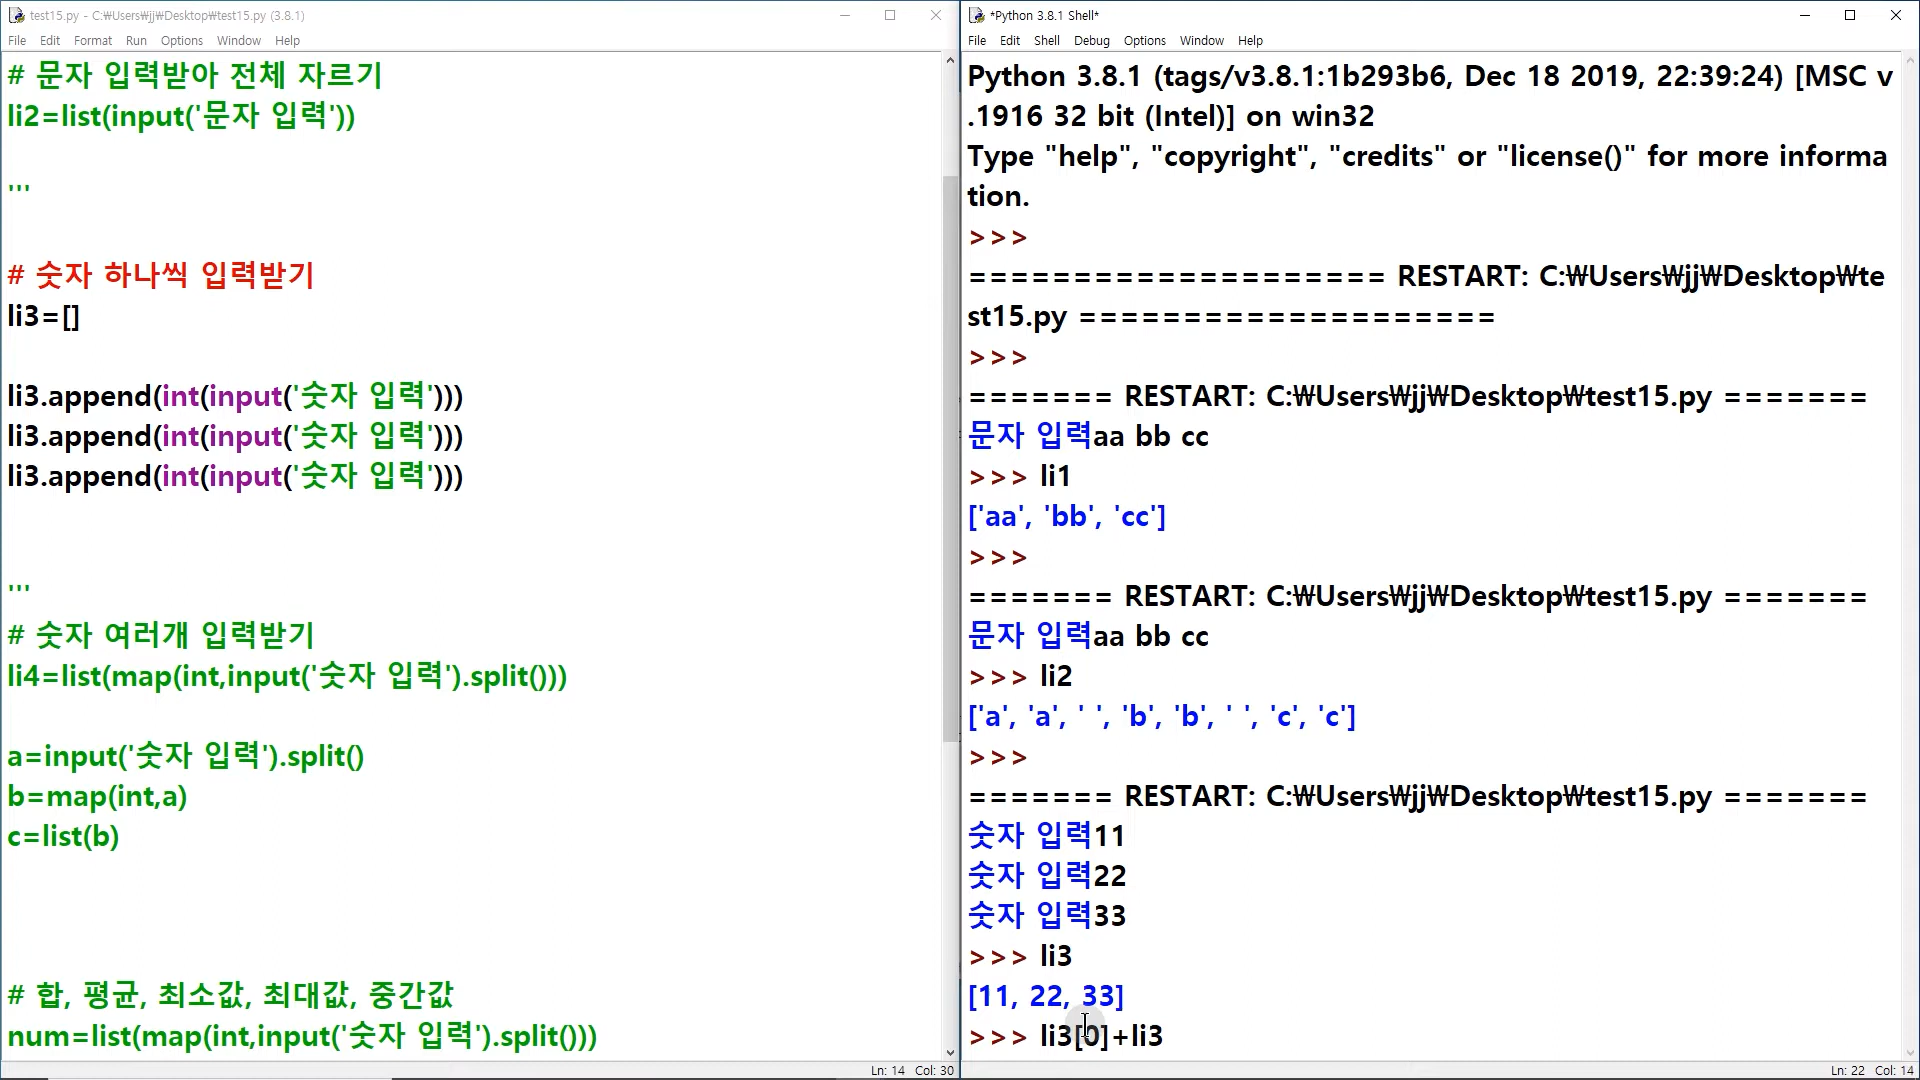 test15.py - C:₩Users₩jj₩Desktop₩test15.py (3.8.1)
File Edit Format Run Options Window Help
# 문자 입력받아 전체 자르기
li2=list(input('문자 입력'))
'''
# 숫자 하나씩 입력받기
li3=[]
li3.append(int(input('숫자 입력')))
li3.append(int(input('숫자 입력')))
li3.append(int(input('숫자 입력')))
'''
# 숫자 여러개 입력받기
li4=list(map(int,input('숫자 입력').split()))
a=input('숫자 입력').split()
b=map(int,a)
c=list(b)
# 합, 평균, 최소값, 최대값, 중간값
num=list(map(int,input('숫자 입력').split()))
Ln: 14 Col: 30
*Python 3.8.1 Shell*
File Edit Shell Debug Options Window Help
Python 3.8.1 (tags/v3.8.1:1b293b6, Dec 18 2019, 22:39:24) [MSC v
.1916 32 bit (Intel)] on win32
Type "help", "copyright", "credits" or "license()" for more informa
tion.
>>>
==================== RESTART: C:₩Users₩jj₩Desktop₩te
st15.py ====================
>>>
======= RESTART: C:₩Users₩jj₩Desktop₩test15.py =======
문자 입력aa bb cc
>>> li1
['aa', 'bb', 'cc']
>>>
======= RESTART: C:₩Users₩jj₩Desktop₩test15.py =======
문자 입력aa bb cc
>>> li2
['a', 'a', ' ', 'b', 'b', ' ', 'c', 'c']
>>>
======= RESTART: C:₩Users₩jj₩Desktop₩test15.py =======
숫자 입력11
숫자 입력22
숫자 입력33
>>> li3
[11, 22, 33]
>>> li3[0]+li3
Ln: 22 Col: 14